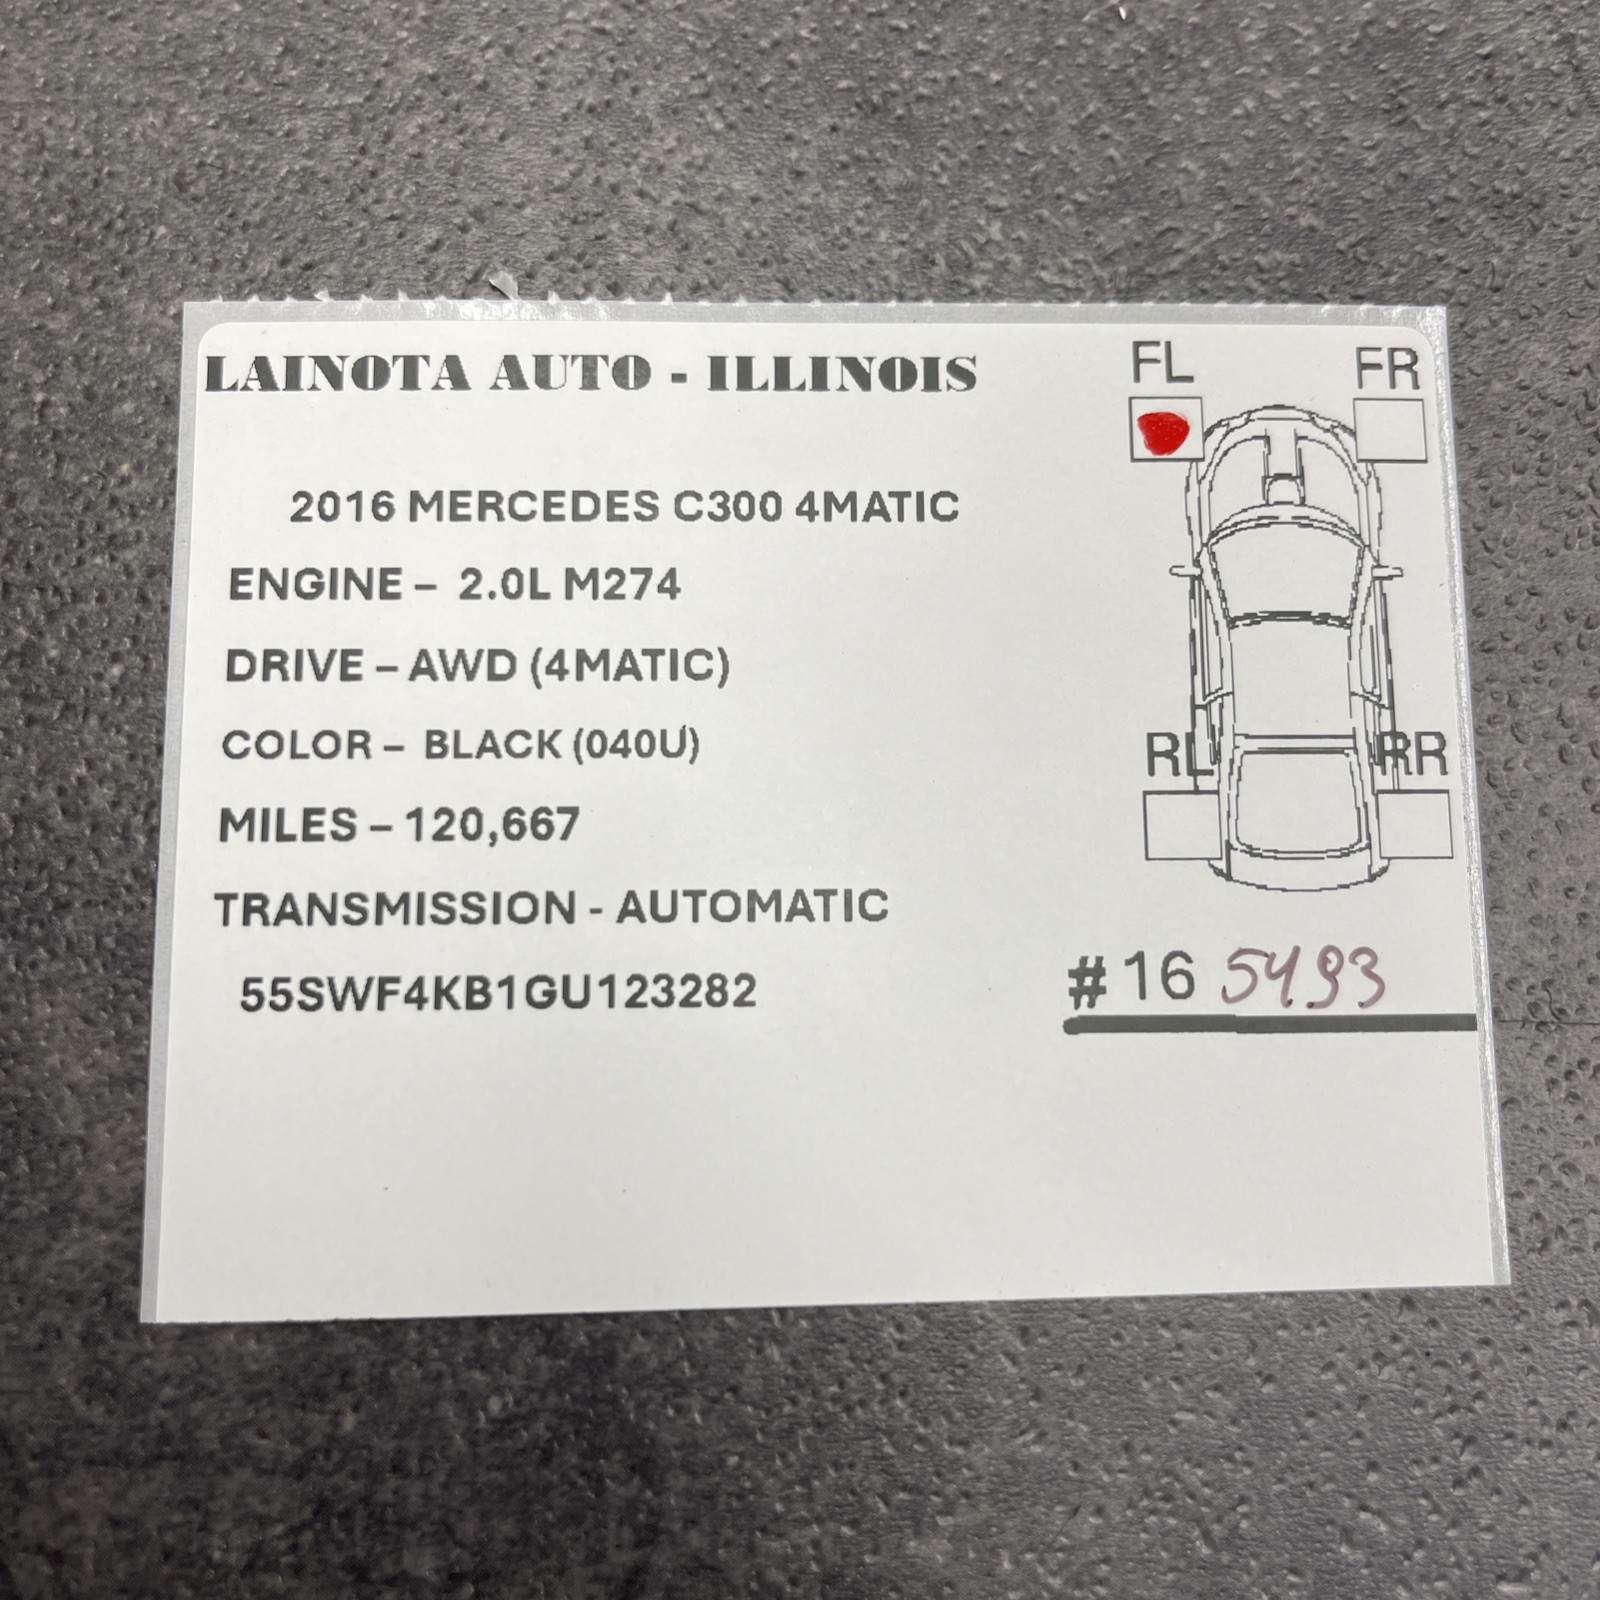 LAINOTA AUTO - ILLINOIS
FL FR
2016 MERCEDES C300 4MATIC
ENGINE – 2.0L M274
DRIVE – AWD (4MATIC)
COLOR – BLACK (040U)
RL RR
MILES – 120,667
TRANSMISSION - AUTOMATIC
55SWF4KB1GU123282
#16 5493